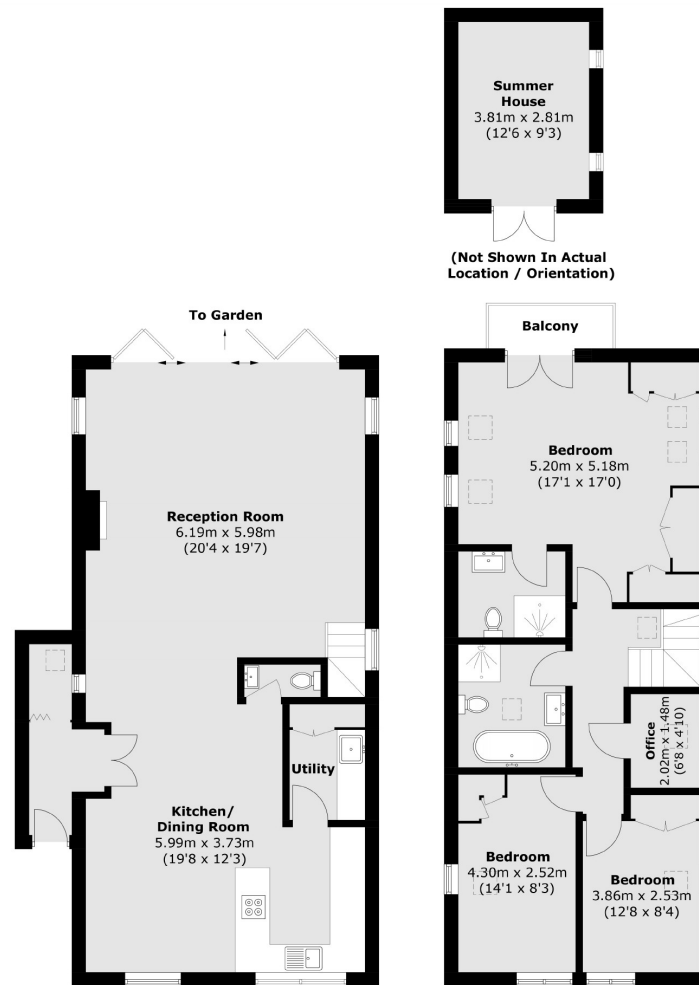 Summer
House
3.81m x 2.81m
(12'6 x 9'3)
(Not Shown In Actual
Location / Orientation)
To Garden
Balcony
Reception Room
6.19m x 5.98m
(20'4 x 19'7)
Bedroom
5.20m x 5.18m
(17'1 x 17'0)
Utility
Office
2.02m x 1.48m
(6'8 x 4'10)
Kitchen/
Dining Room
5.99m x 3.73m
(19'8 x 12'3)
Bedroom
4.30m x 2.52m
(14'1 x 8'3)
Bedroom
3.86m x 2.53m
(12'8 x 8'4)